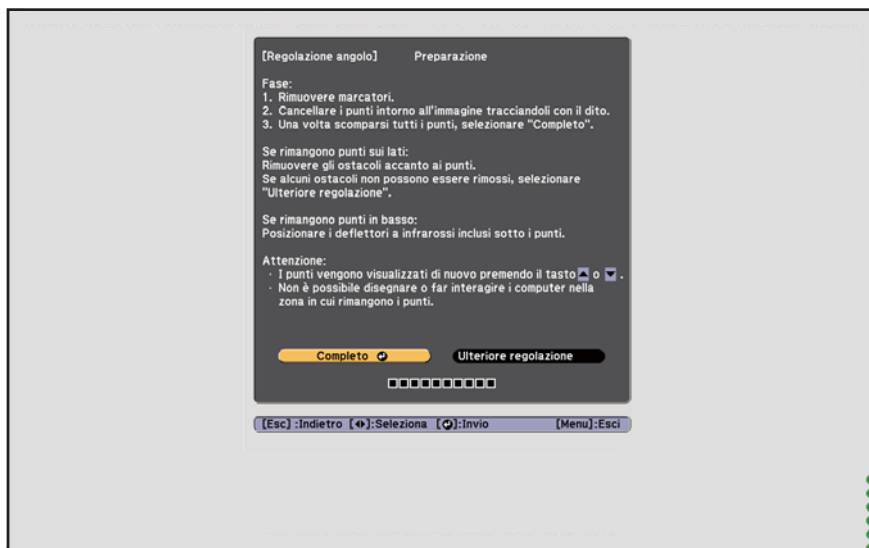 [Regolazione angolo] Preparazione
Fase:
1. Rimuovere marcatori.
2. Cancellare i punti intorno all'immagine tracciandoli con il dito.
3. Una volta scomparsi tutti i punti, selezionare "Completo".
Se rimangono punti sui lati:
Rimuovere gli ostacoli accanto ai punti.
Se alcuni ostacoli non possono essere rimossi, selezionare
"Ulteriore regolazione".
Se rimangono punti in basso:
Posizionare i deflettori a infrarossi inclusi sotto i punti.
Attenzione:
· I punti vengono visualizzati di nuovo premendo il tasto ▲ o ▼ .
· Non è possibile disegnare o far interagire i computer nella
zona in cui rimangono i punti.
Completo Ulteriore regolazione
[Esc] :Indietro [◀▶]:Seleziona [⏎]:Invio [Menu]:Esci